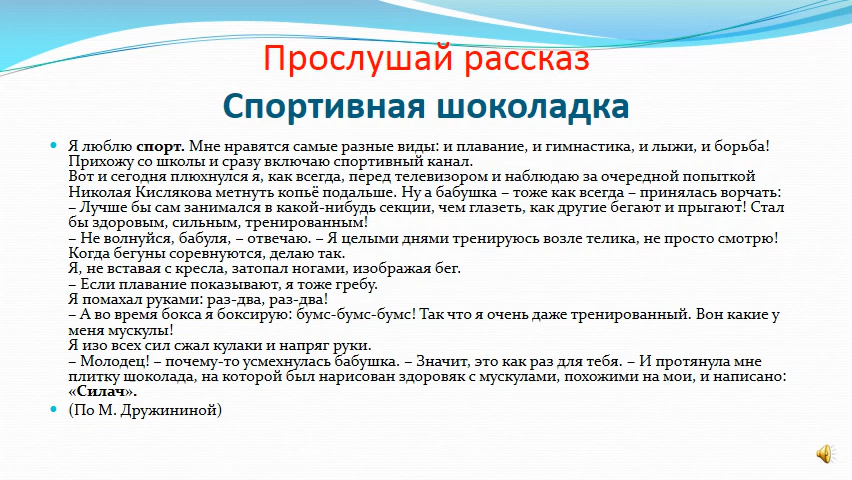 Прослушай рассказ
Спортивная шоколадка
Я люблю спорт. Мне нравятся самые разные виды: и плавание, и гимнастика, и лыжи, и борьба!
Прихожу со школы и сразу включаю спортивный канал.
Вот и сегодня плюхнулся я, как всегда, перед телевизором и наблюдаю за очередной попыткой
Николая Кислякова метнуть копьё подальше. Ну а бабушка – тоже как всегда – принялась ворчать:
– Лучше бы сам занимался в какой-нибудь секции, чем глазеть, как другие бегают и прыгают! Стал
бы здоровым, сильным, тренированным!
– Не волнуйся, бабуля, – отвечаю. – Я целыми днями тренируюсь возле телика, не просто смотрю!
Когда бегуны соревнуются, делаю так.
Я, не вставая с кресла, затопал ногами, изображая бег.
– Если плавание показывают, я тоже гребу.
Я помахал руками: раз-два, раз-два!
– А во время бокса я боксирую: бумс-бумс-бумс! Так что я очень даже тренированный. Вон какие у
меня мускулы!
Я изо всех сил сжал кулаки и напряг руки.
– Молодец! – почему-то усмехнулась бабушка. – Значит, это как раз для тебя. – И протянула мне
плитку шоколада, на которой был нарисован здоровяк с мускулами, похожими на мои, и написано:
«Силач».
(По М. Дружининой)